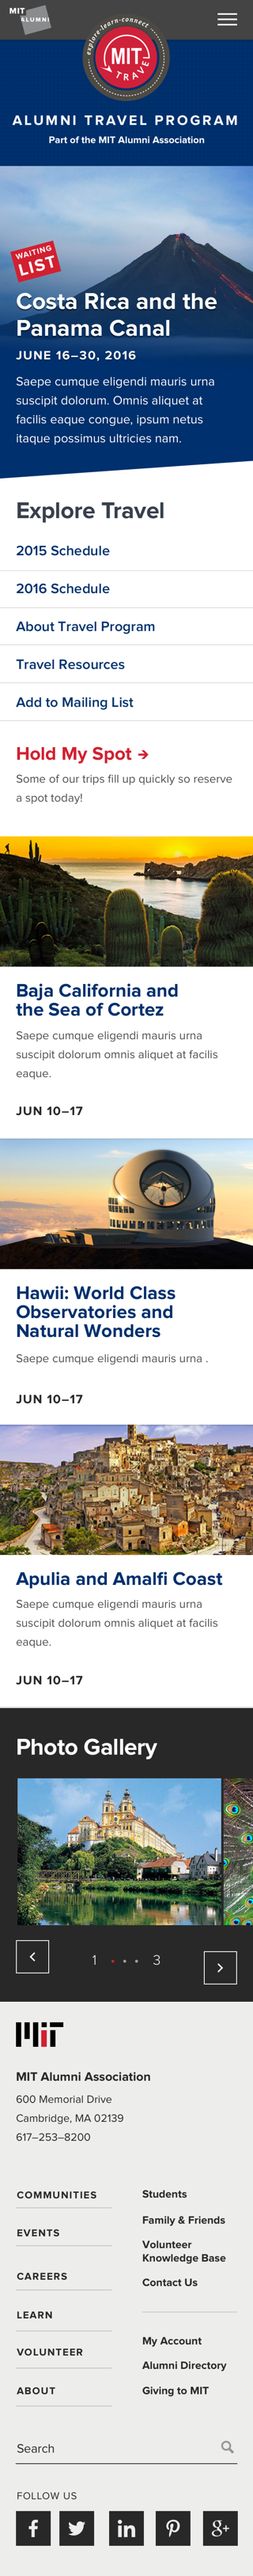 MIT
ALUMNI
explore-learn-connect
MIT
TRAVEL
ALUMNI TRAVEL PROGRAM
Part of the MIT Alumni Association
WAITING
LIST
Costa Rica and the
Panama Canal
JUNE 16–30, 2016
Saepe cumque eligendi mauris urna
suscipit dolorum. Omnis aliquet at
facilis eaque congue, ipsum netus
itaque possimus ultricies nam.
Explore Travel
2015 Schedule
2016 Schedule
About Travel Program
Travel Resources
Add to Mailing List
Hold My Spot →
Some of our trips fill up quickly so reserve
a spot today!
Baja California and
the Sea of Cortez
Saepe cumque eligendi mauris urna
suscipit dolorum omnis aliquet at facilis
eaque.
JUN 10–17
Hawii: World Class
Observatories and
Natural Wonders
Saepe cumque eligendi mauris urna .
JUN 10–17
Apulia and Amalfi Coast
Saepe cumque eligendi mauris urna
suscipit dolorum omnis aliquet at facilis
eaque.
JUN 10–17
Photo Gallery
1 • • • 3
MIT
MIT Alumni Association
600 Memorial Drive
Cambridge, MA 02139
617–253–8200
COMMUNITIES
EVENTS
CAREERS
LEARN
VOLUNTEER
ABOUT
Students
Family & Friends
Volunteer
Knowledge Base
Contact Us
My Account
Alumni Directory
Giving to MIT
Search
FOLLOW US
f
in
g+